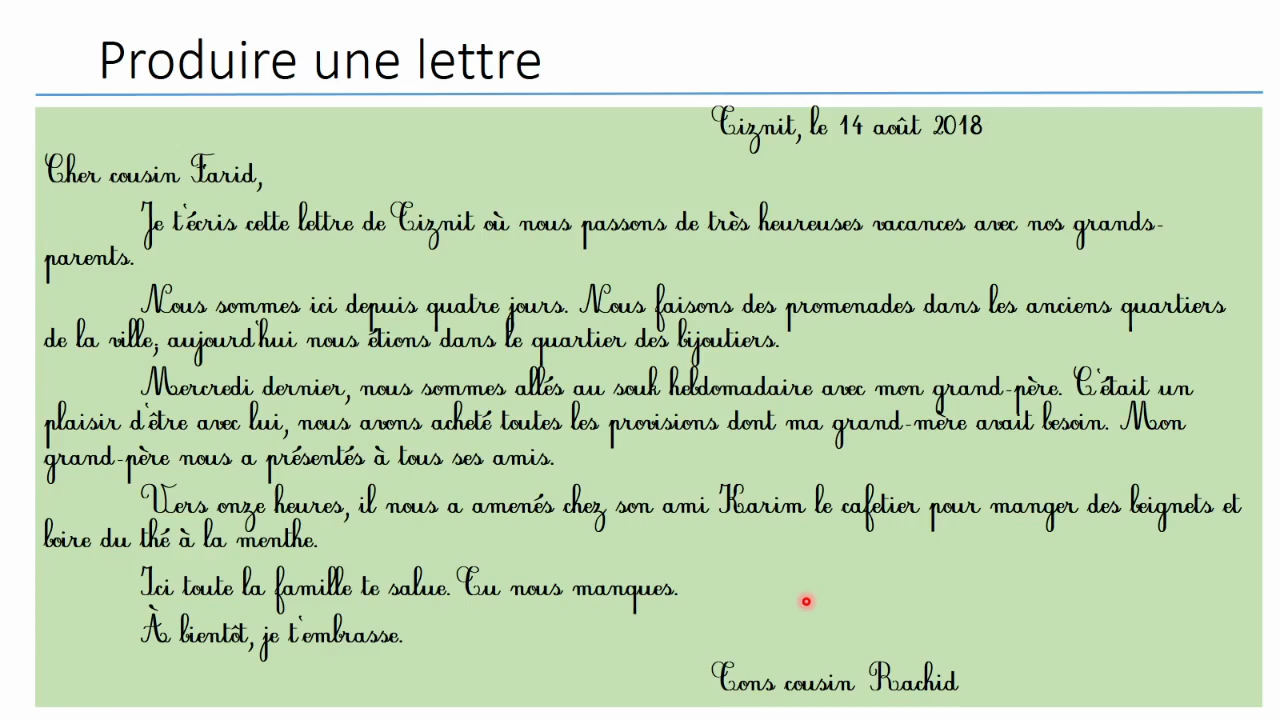 Produire une lettre
Tiznit, le 14 août 2018
Cher cousin Farid,
Je t'écris cette lettre de Tiznit où nous passons de très heureuses vacances avec nos grands-
parents.
Nous sommes ici depuis quatre jours. Nous faisons des promenades dans les anciens quartiers
de la ville; aujourd'hui nous étions dans le quartier des bijoutiers.
Mercredi dernier, nous sommes allés au souk hebdomadaire avec mon grand-père. C'était un
plaisir d'être avec lui, nous avons acheté toutes les provisions dont ma grand-mère avait besoin. Mon
grand-père nous a présentés à tous ses amis.
Vers onze heures, il nous a amenés chez son ami Karim le cafetier pour manger des beignets et
boire du thé à la menthe.
Ici toute la famille te salue. Tu nous manques.
À bientôt, je t'embrasse.
Tons cousin Rachid